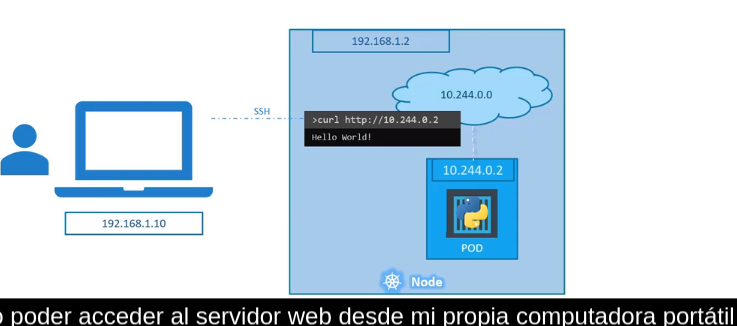 192.168.1.2
10.244.0.0
SSH
>curl http://10.244.0.2
Hello World!
10.244.0.2
192.168.1.10
POD
Node
o poder acceder al servidor web desde mi propia computadora portátil